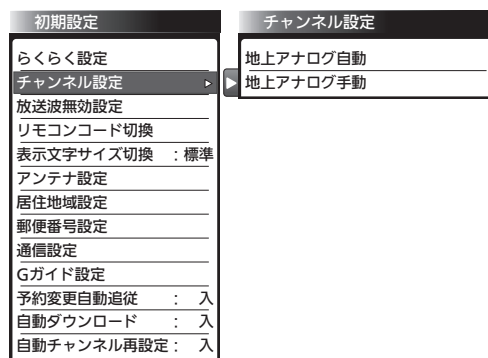 初期設定
らくらく設定
チャンネル設定
放送波無効設定
リモコンコード切換
表示文字サイズ切換 ：標準
アンテナ設定
居住地域設定
郵便番号設定
通信設定
Gガイド設定
予約変更自動追従 ： 入
自動ダウンロード ： 入
自動チャンネル再設定： 入
チャンネル設定
地上アナログ自動
地上アナログ手動